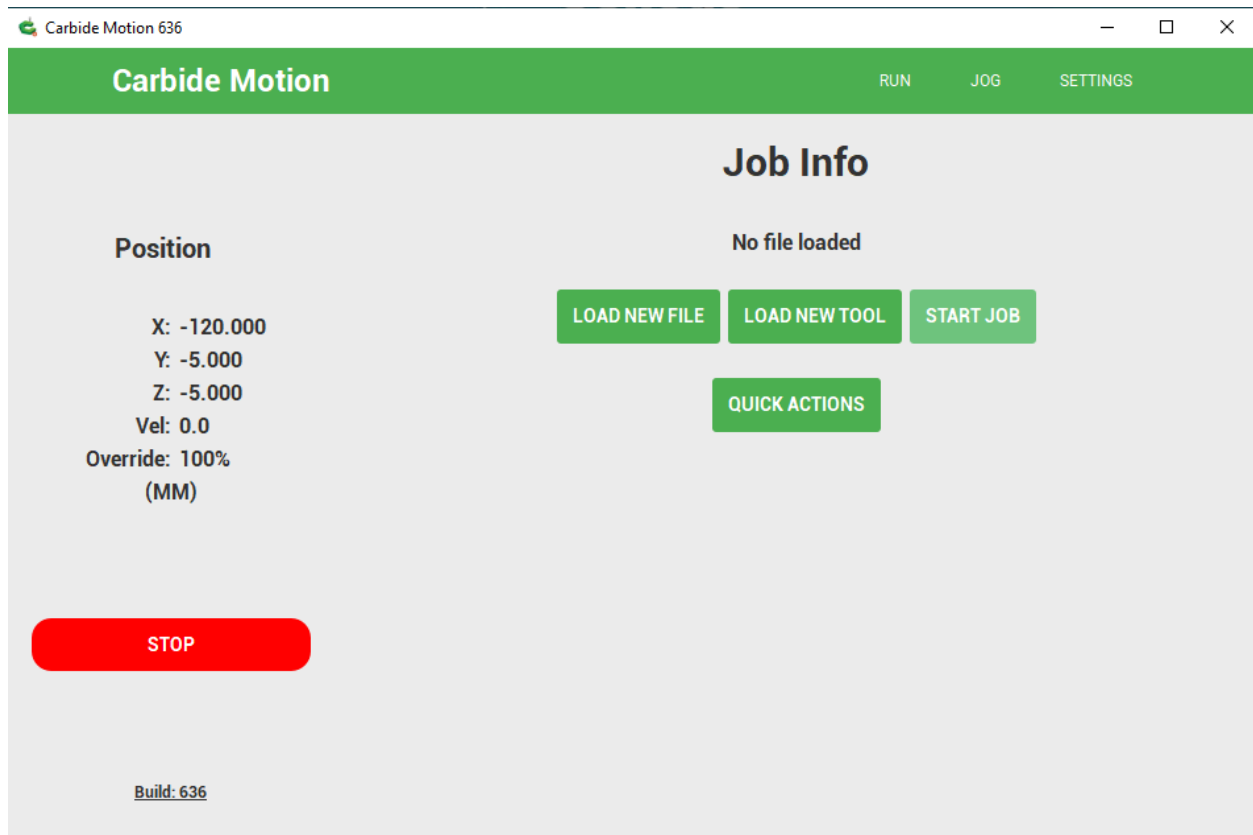 Carbide Motion 636
Carbide Motion
RUN
JOG
SETTINGS
Job Info
No file loaded
LOAD NEW FILE
LOAD NEW TOOL
START JOB
QUICK ACTIONS
Position
X: -120.000
Y: -5.000
Z: -5.000
Vel: 0.0
Override: 100%
(MM)
STOP
Build: 636